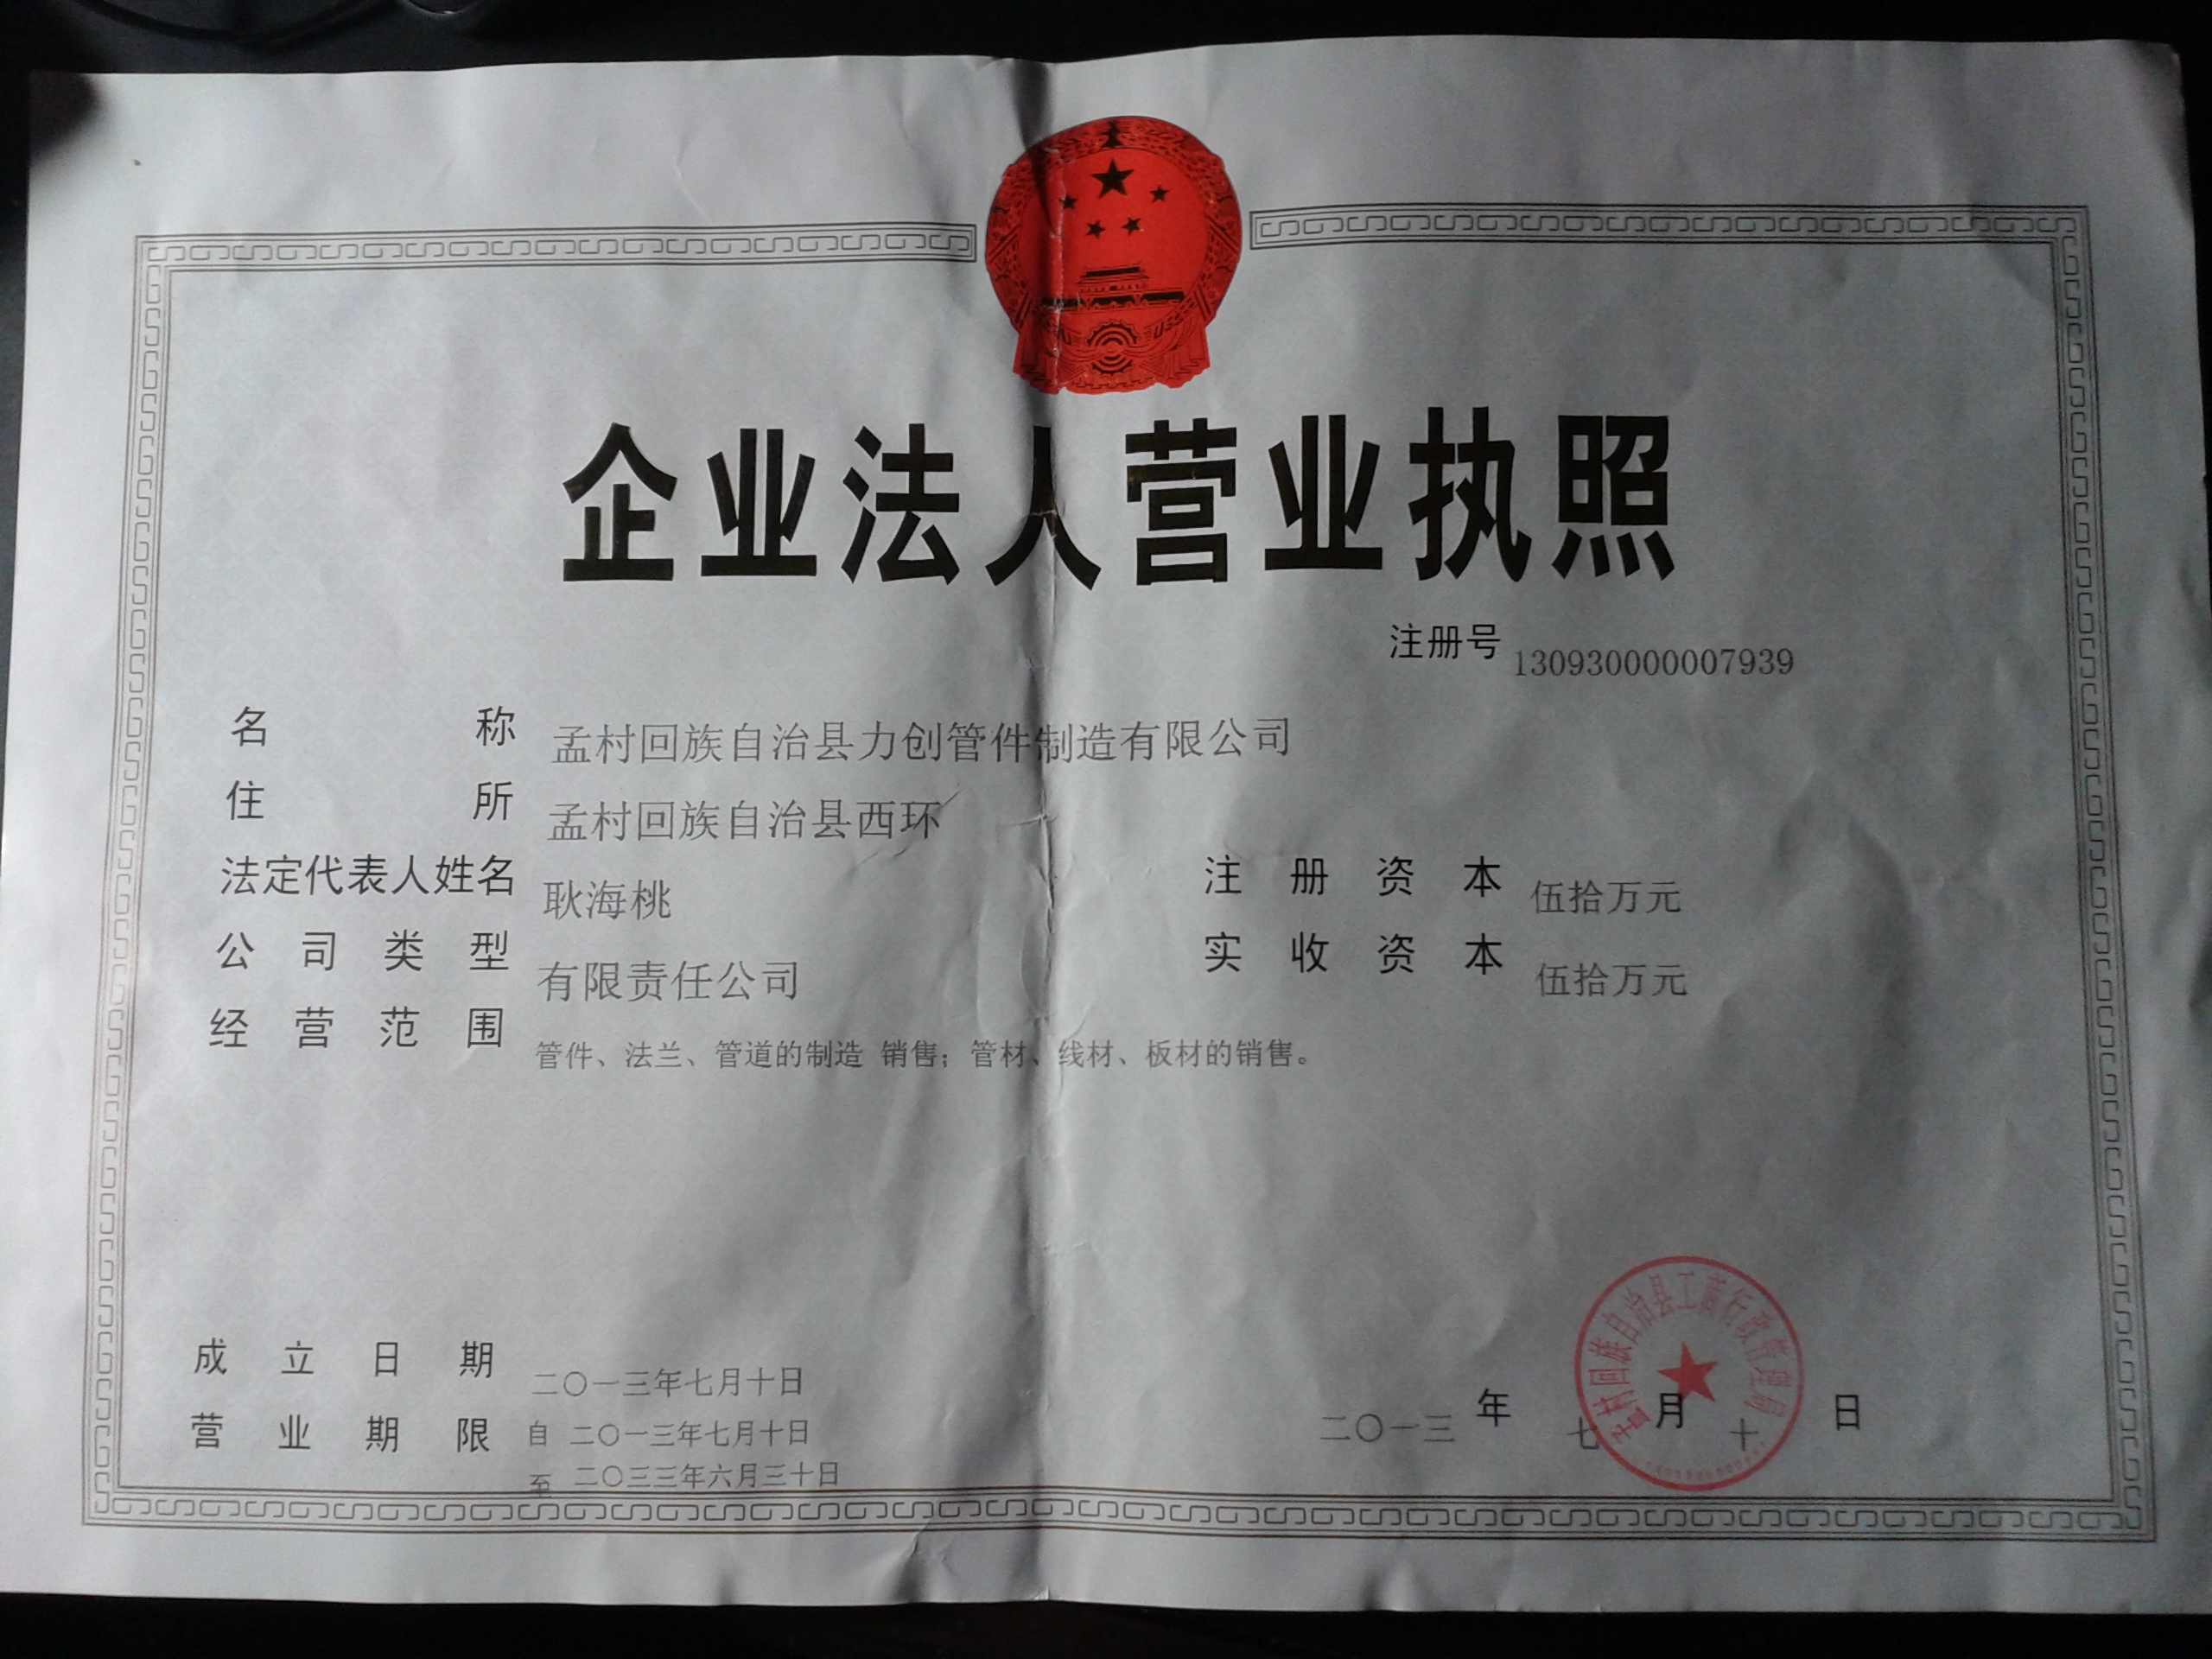 企业法人营业执照
注册号 130930000007939
名称 孟村回族自治县力创管件制造有限公司
住所 孟村回族自治县西环
法定代表人姓名 耿海桃
注册资本 伍拾万元
公司类型 有限责任公司
实收资本 伍拾万元
经营范围 管件、法兰、管道的制造 销售；管材、线材、板材的销售。
成立日期 二〇一三年七月十日
营业期限 自 二〇一三年七月十日
至 二〇三三年六月三十日
孟村回族自治县工商行政管理局
二〇一三 年 七 月 十 日